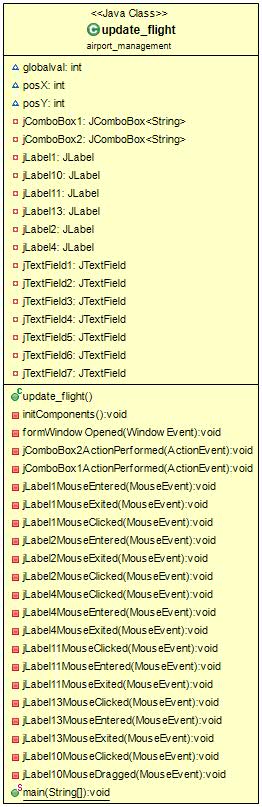 <<Java Class>>
update_flight
airport_management
globalval: int
posX: int
posY: int
jComboBox1: JComboBox<String>
jComboBox2: JComboBox<String>
jLabel1: JLabel
jLabel10: JLabel
jLabel11: JLabel
jLabel13: JLabel
jLabel2: JLabel
jLabel4: JLabel
jTextField1: JTextField
jTextField2: JTextField
jTextField3: JTextField
jTextField4: JTextField
jTextField5: JTextField
jTextField6: JTextField
jTextField7: JTextField
update_flight()
initComponents():void
formWindowOpened(WindowEvent):void
jComboBox2ActionPerformed(ActionEvent):void
jComboBox1ActionPerformed(ActionEvent):void
jLabel1MouseEntered(MouseEvent):void
jLabel1MouseExited(MouseEvent):void
jLabel1MouseClicked(MouseEvent):void
jLabel2MouseEntered(MouseEvent):void
jLabel2MouseExited(MouseEvent):void
jLabel2MouseClicked(MouseEvent):void
jLabel4MouseClicked(MouseEvent):void
jLabel4MouseEntered(MouseEvent):void
jLabel4MouseExited(MouseEvent):void
jLabel11MouseClicked(MouseEvent):void
jLabel11MouseEntered(MouseEvent):void
jLabel11MouseExited(MouseEvent):void
jLabel13MouseClicked(MouseEvent):void
jLabel13MouseEntered(MouseEvent):void
jLabel13MouseExited(MouseEvent):void
jLabel10MouseClicked(MouseEvent):void
jLabel10MouseDragged(MouseEvent):void
main(String[]):void